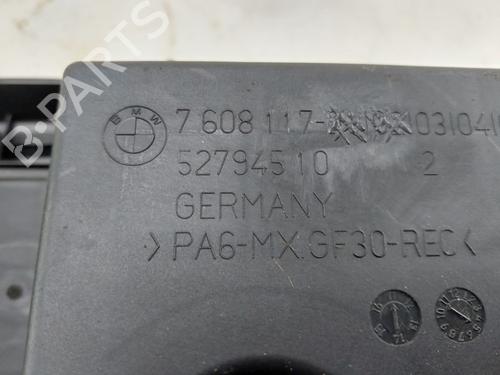 B-PARTS
BMW
7 608 117-
52794510 2
GERMANY
>PA6-MX.GF30-REC<